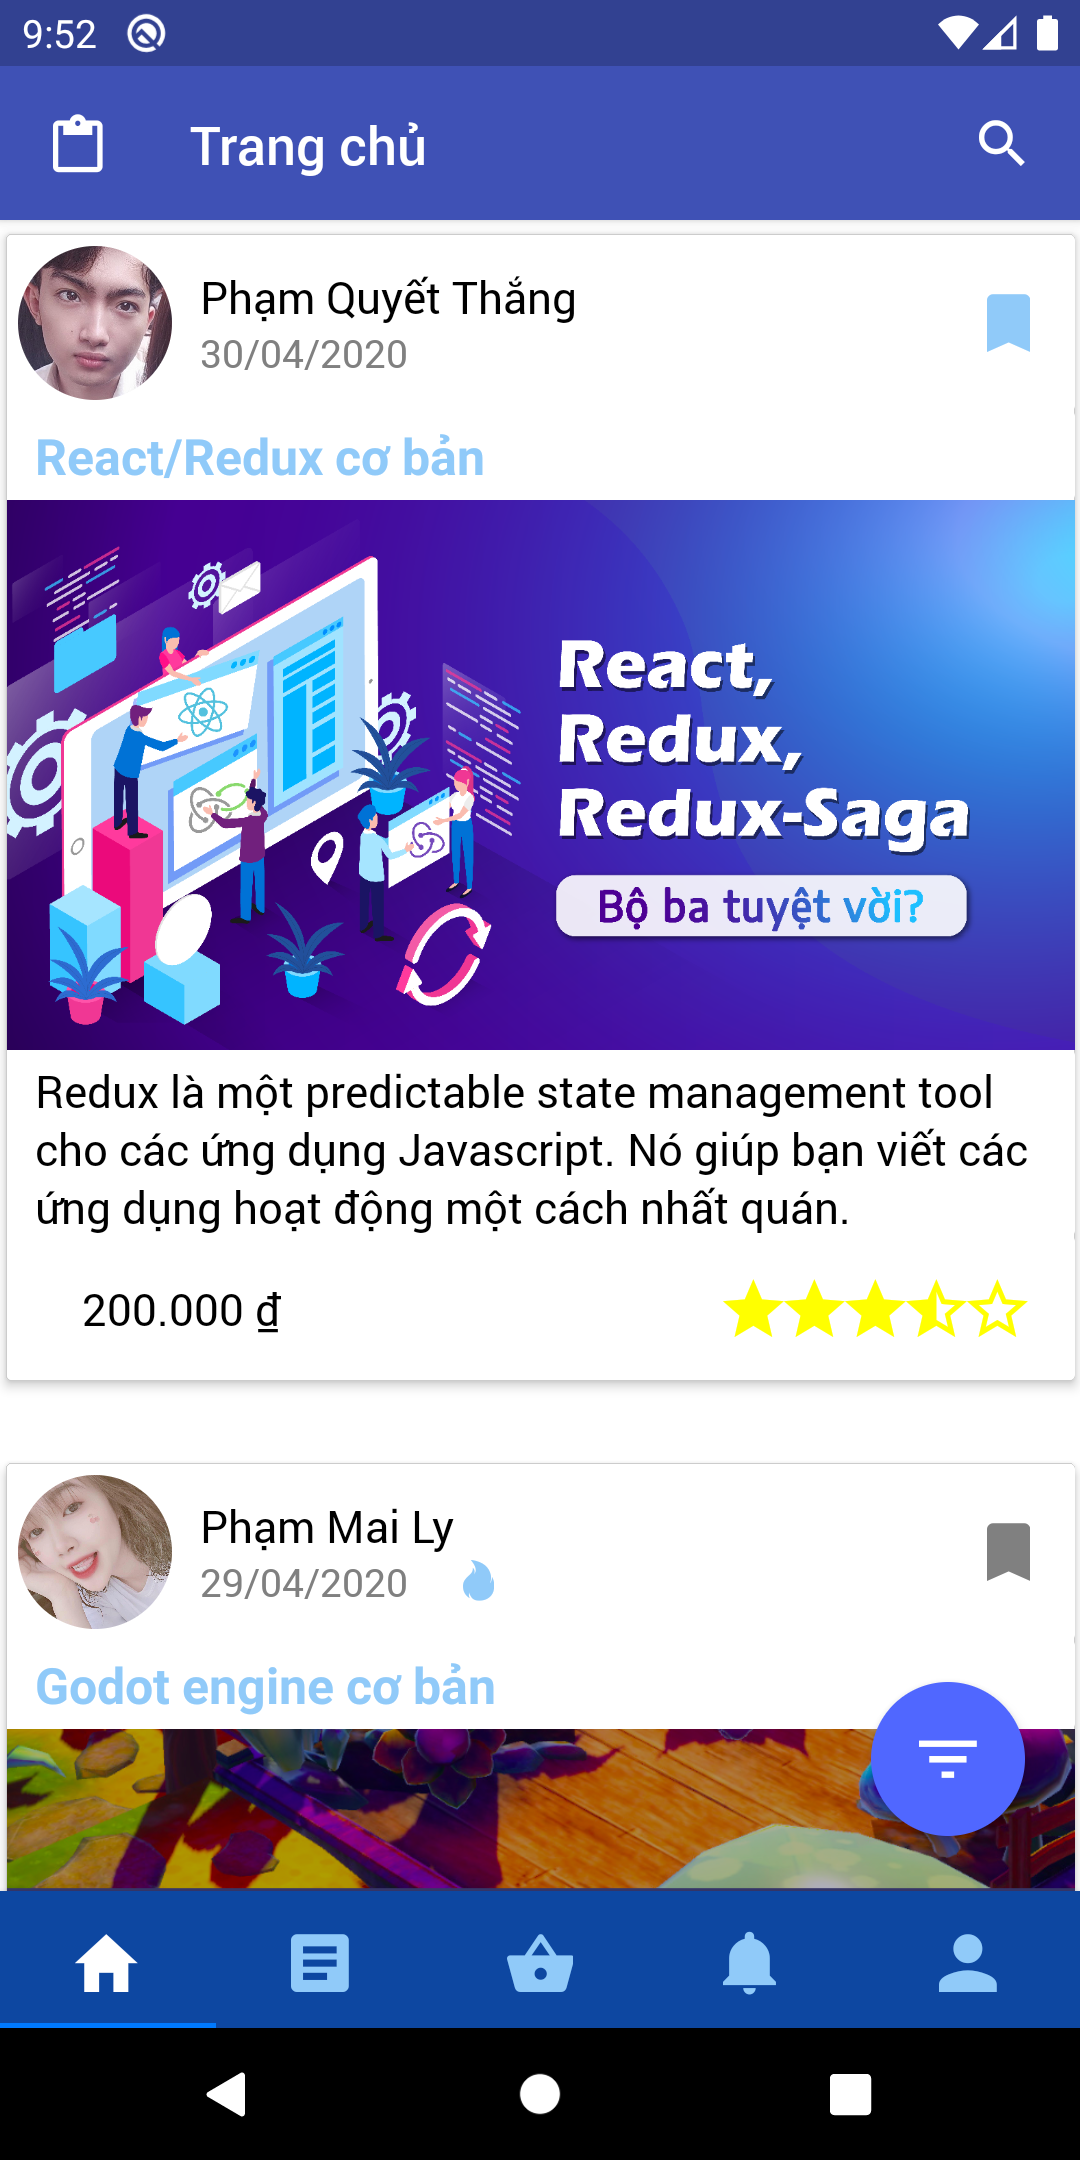 9:52
Trang chủ
Phạm Quyết Thắng
30/04/2020
React/Redux cơ bản
React,
Redux,
Redux-Saga
Bộ ba tuyệt vời?
Redux là một predictable state management tool
cho các ứng dụng Javascript. Nó giúp bạn viết các
ứng dụng hoạt động một cách nhất quán.
200.000 ₫
Phạm Mai Ly
29/04/2020
Godot engine cơ bản